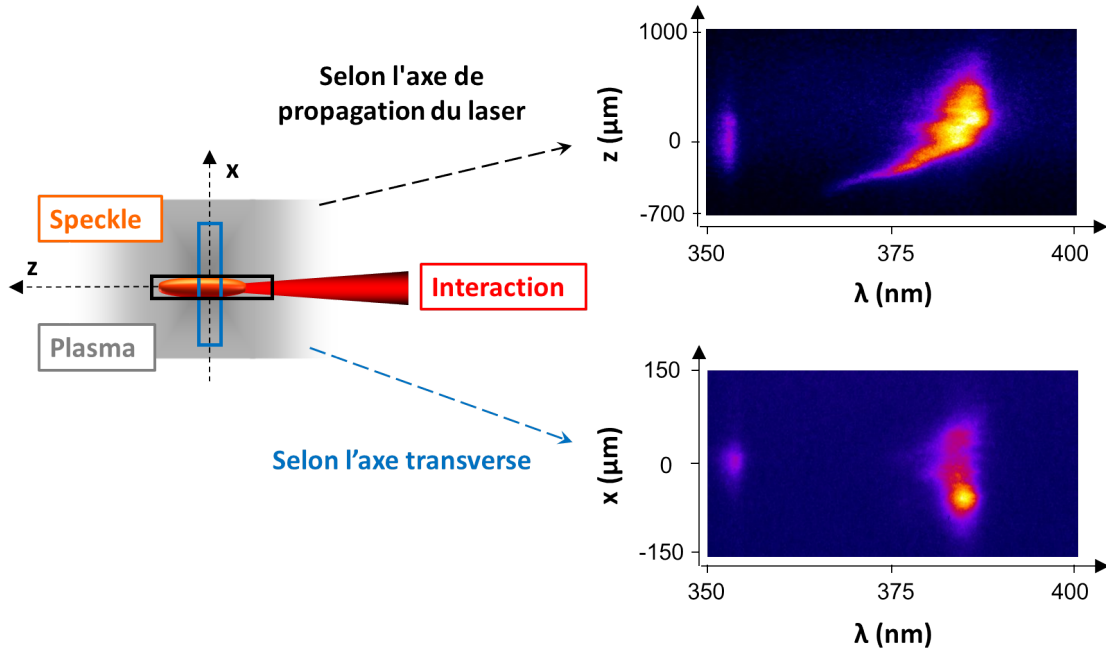 Selon l'axe de
propagation du laser
x
Speckle
z
Interaction
Plasma
Selon l’axe transverse
1000
z (µm)
0
-700
350
375
400
λ (nm)
150
x (µm)
0
-150
350
375
400
λ (nm)